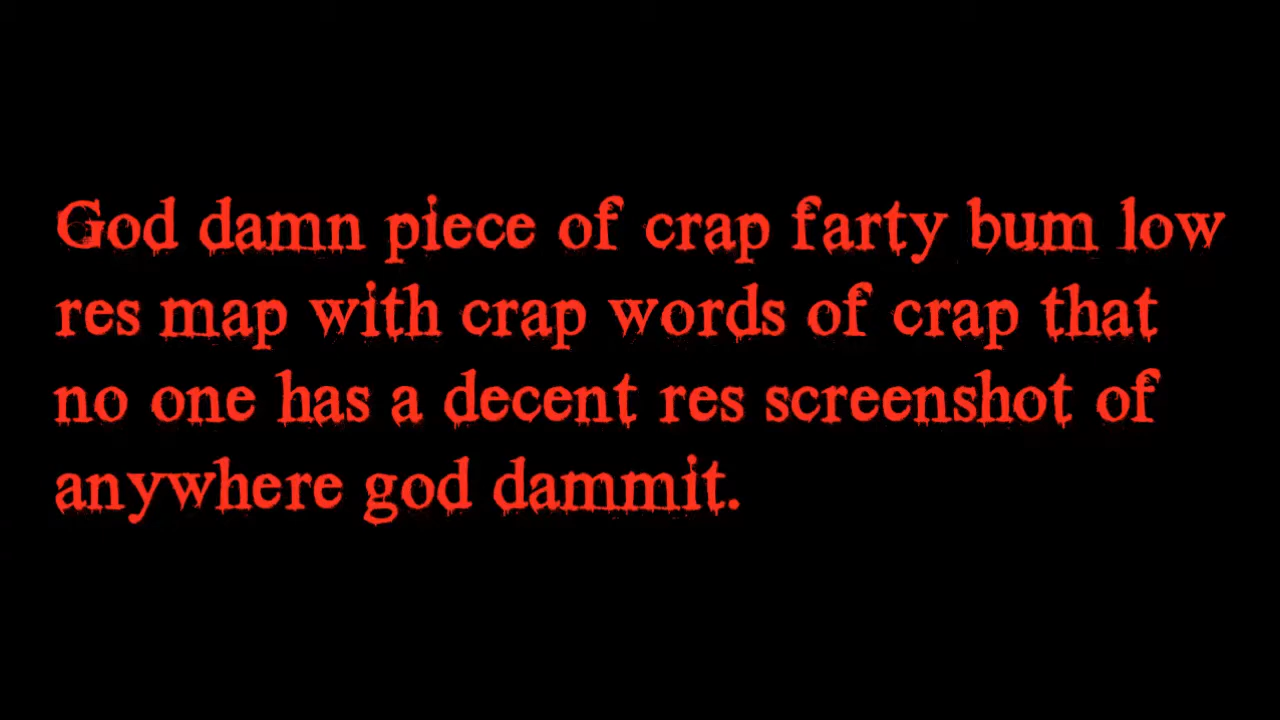 God damn piece of crap farty bum low
res map with crap words of crap that
no one has a decent res screenshot of
anywhere god dammit.